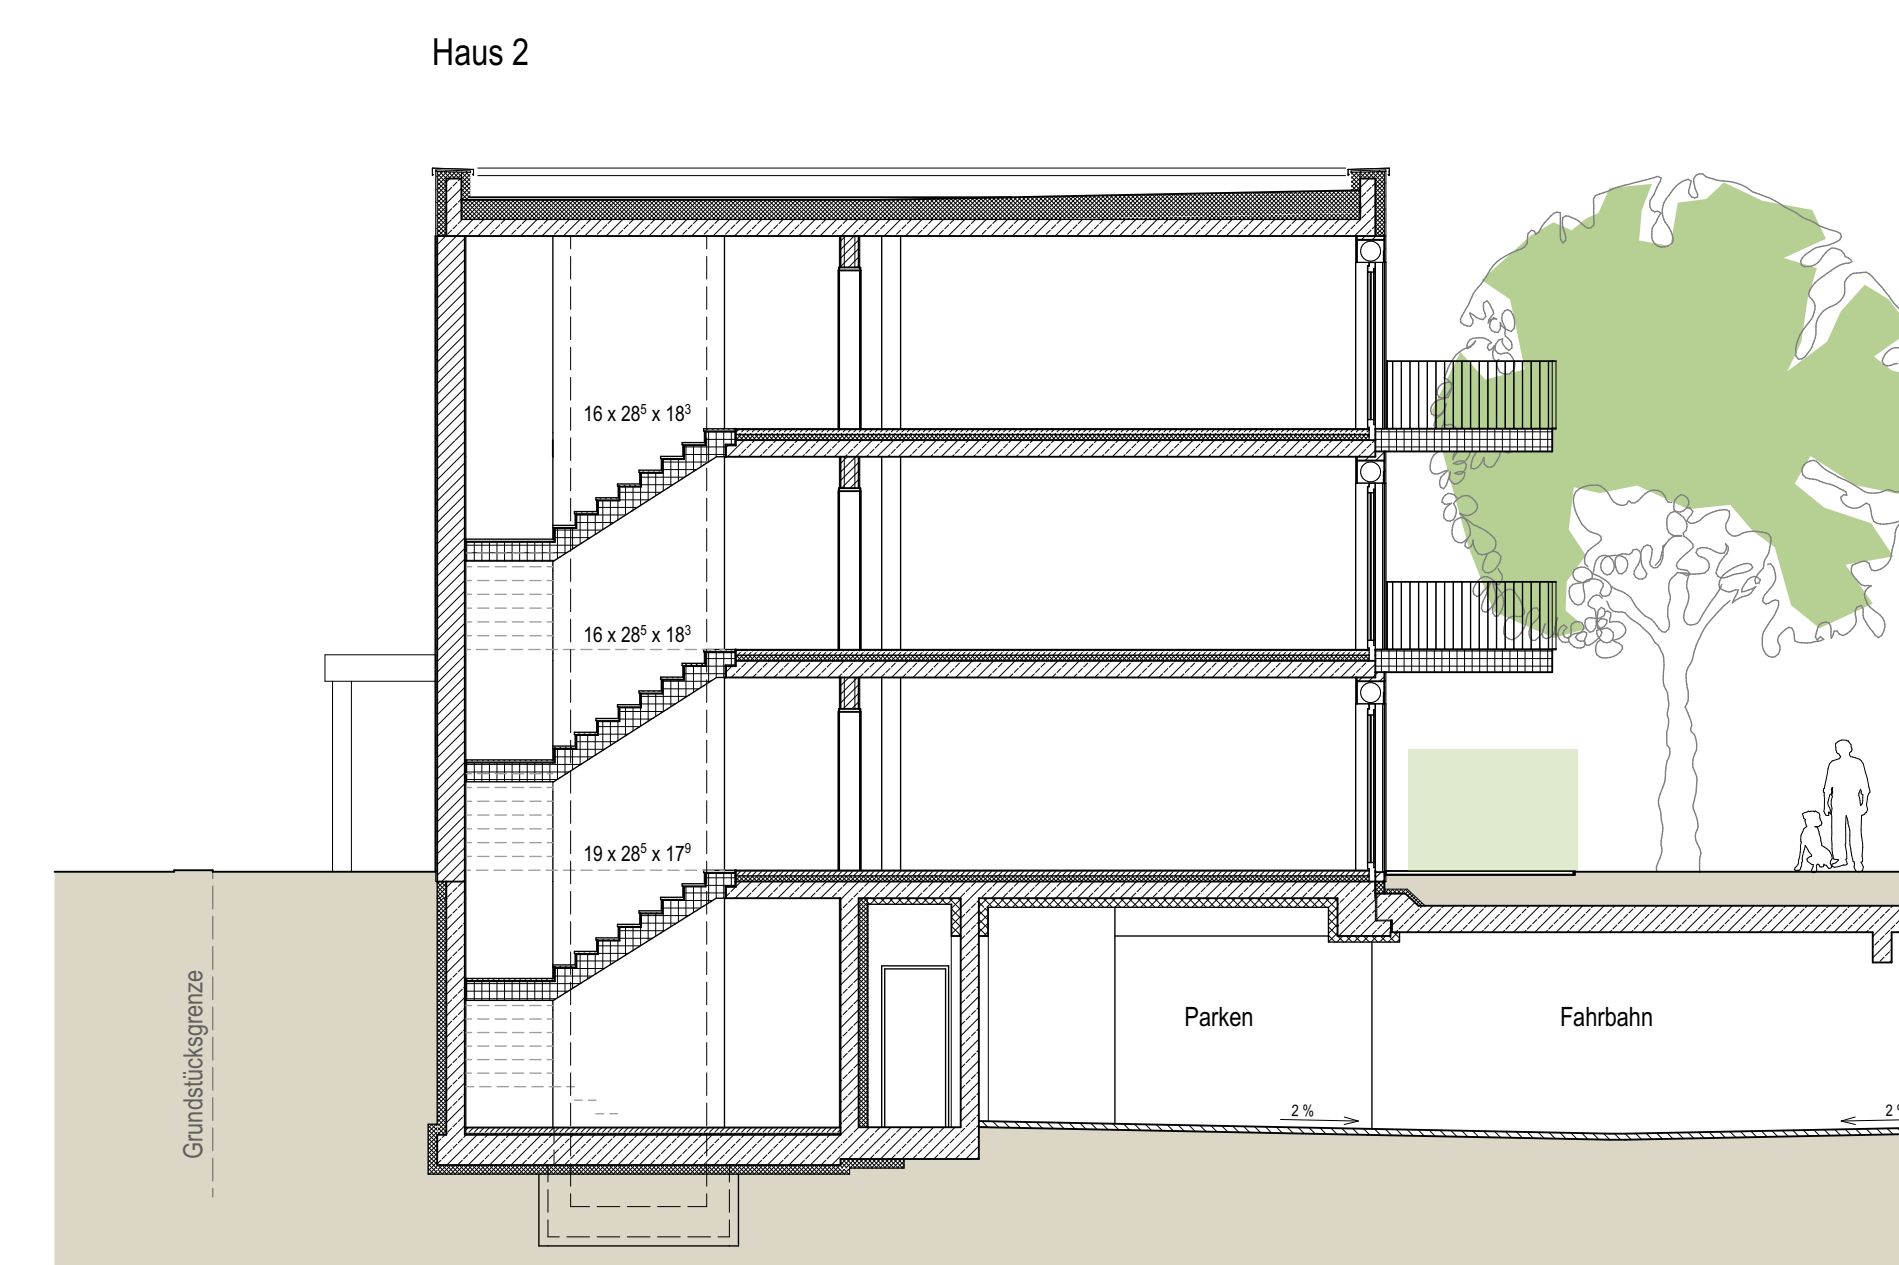 Haus 2
16 x 28⁵ x 18³
16 x 28⁵ x 18³
19 x 28⁵ x 17⁹
Grundstücksgrenze
Parken
Fahrbahn
2 %
2 %